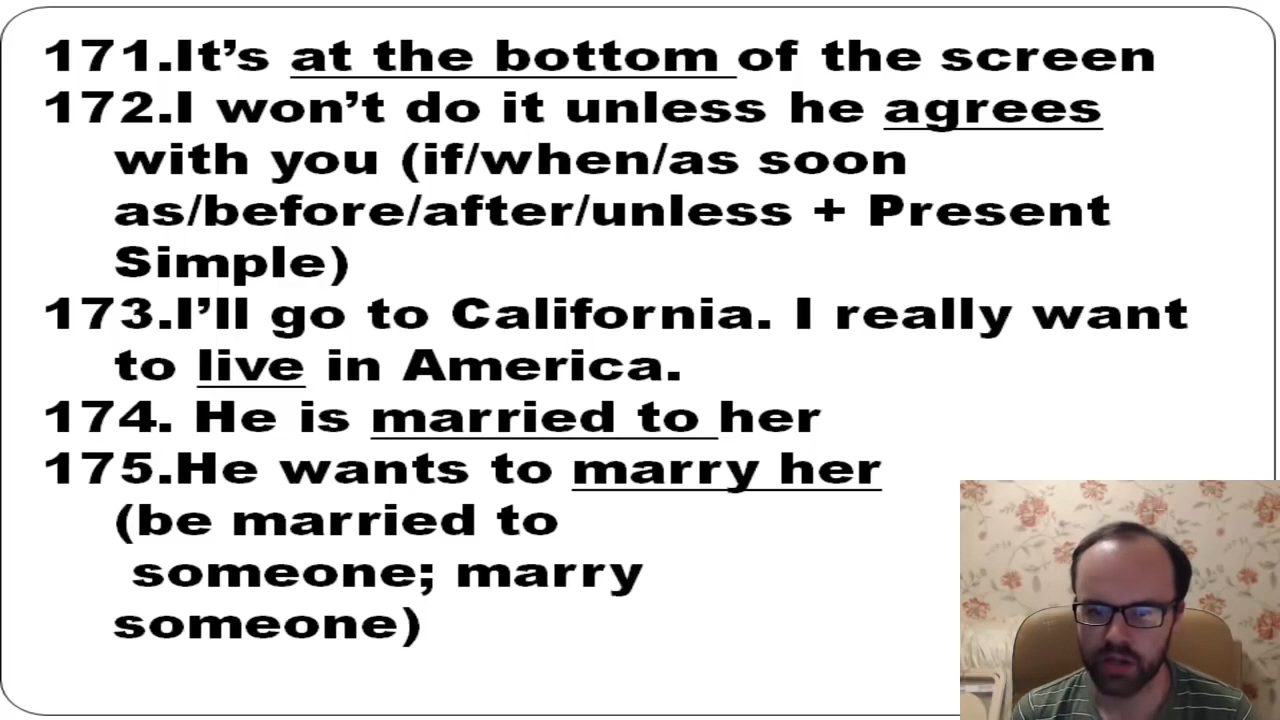 171.It’s at the bottom of the screen
172.I won’t do it unless he agrees
with you (if/when/as soon
as/before/after/unless + Present
Simple)
173.I’ll go to California. I really want
to live in America.
174. He is married to her
175.He wants to marry her
(be married to
someone; marry
someone)